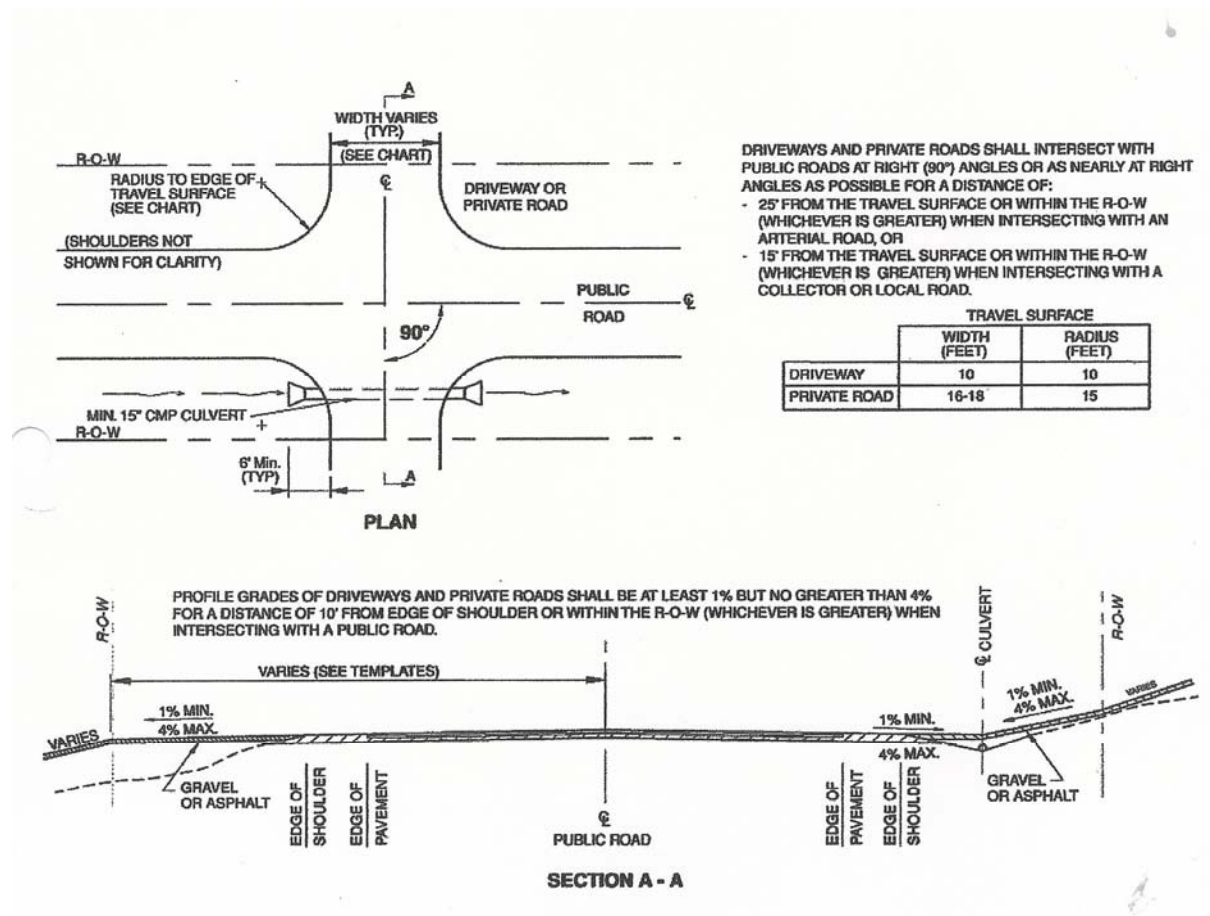 A
WIDTH VARIES
(TYP.)
(SEE CHART)
R-O-W
RADIUS TO EDGE OF
TRAVEL SURFACE
(SEE CHART)
℄
DRIVEWAY OR
PRIVATE ROAD
(SHOULDERS NOT
SHOWN FOR CLARITY)
PUBLIC
ROAD
℄
90°
MIN. 15" CMP CULVERT
R-O-W
6' Min.
(TYP)
A
PLAN
DRIVEWAYS AND PRIVATE ROADS SHALL INTERSECT WITH
PUBLIC ROADS AT RIGHT (90°) ANGLES OR AS NEARLY AT RIGHT
ANGLES AS POSSIBLE FOR A DISTANCE OF:
- 25' FROM THE TRAVEL SURFACE OR WITHIN THE R-O-W
(WHICHEVER IS GREATER) WHEN INTERSECTING WITH AN
ARTERIAL ROAD, OR
- 15' FROM THE TRAVEL SURFACE OR WITHIN THE R-O-W
(WHICHEVER IS GREATER) WHEN INTERSECTING WITH A
COLLECTOR OR LOCAL ROAD.
TRAVEL SURFACE
WIDTH (FEET) RADIUS (FEET)
DRIVEWAY 10 10
PRIVATE ROAD 16-18 15
PROFILE GRADES OF DRIVEWAYS AND PRIVATE ROADS SHALL BE AT LEAST 1% BUT NO GREATER THAN 4%
FOR A DISTANCE OF 10' FROM EDGE OF SHOULDER OR WITHIN THE R-O-W (WHICHEVER IS GREATER) WHEN
INTERSECTING WITH A PUBLIC ROAD.
R-O-W
VARIES (SEE TEMPLATES)
℄ CULVERT
R-O-W
VARIES
1% MIN.
4% MAX.
GRAVEL
OR ASPHALT
EDGE OF
SHOULDER
EDGE OF
PAVEMENT
℄
PUBLIC ROAD
EDGE OF
PAVEMENT
EDGE OF
SHOULDER
1% MIN.
4% MAX.
1% MIN.
4% MAX.
VARIES
GRAVEL
OR ASPHALT
SECTION A - A